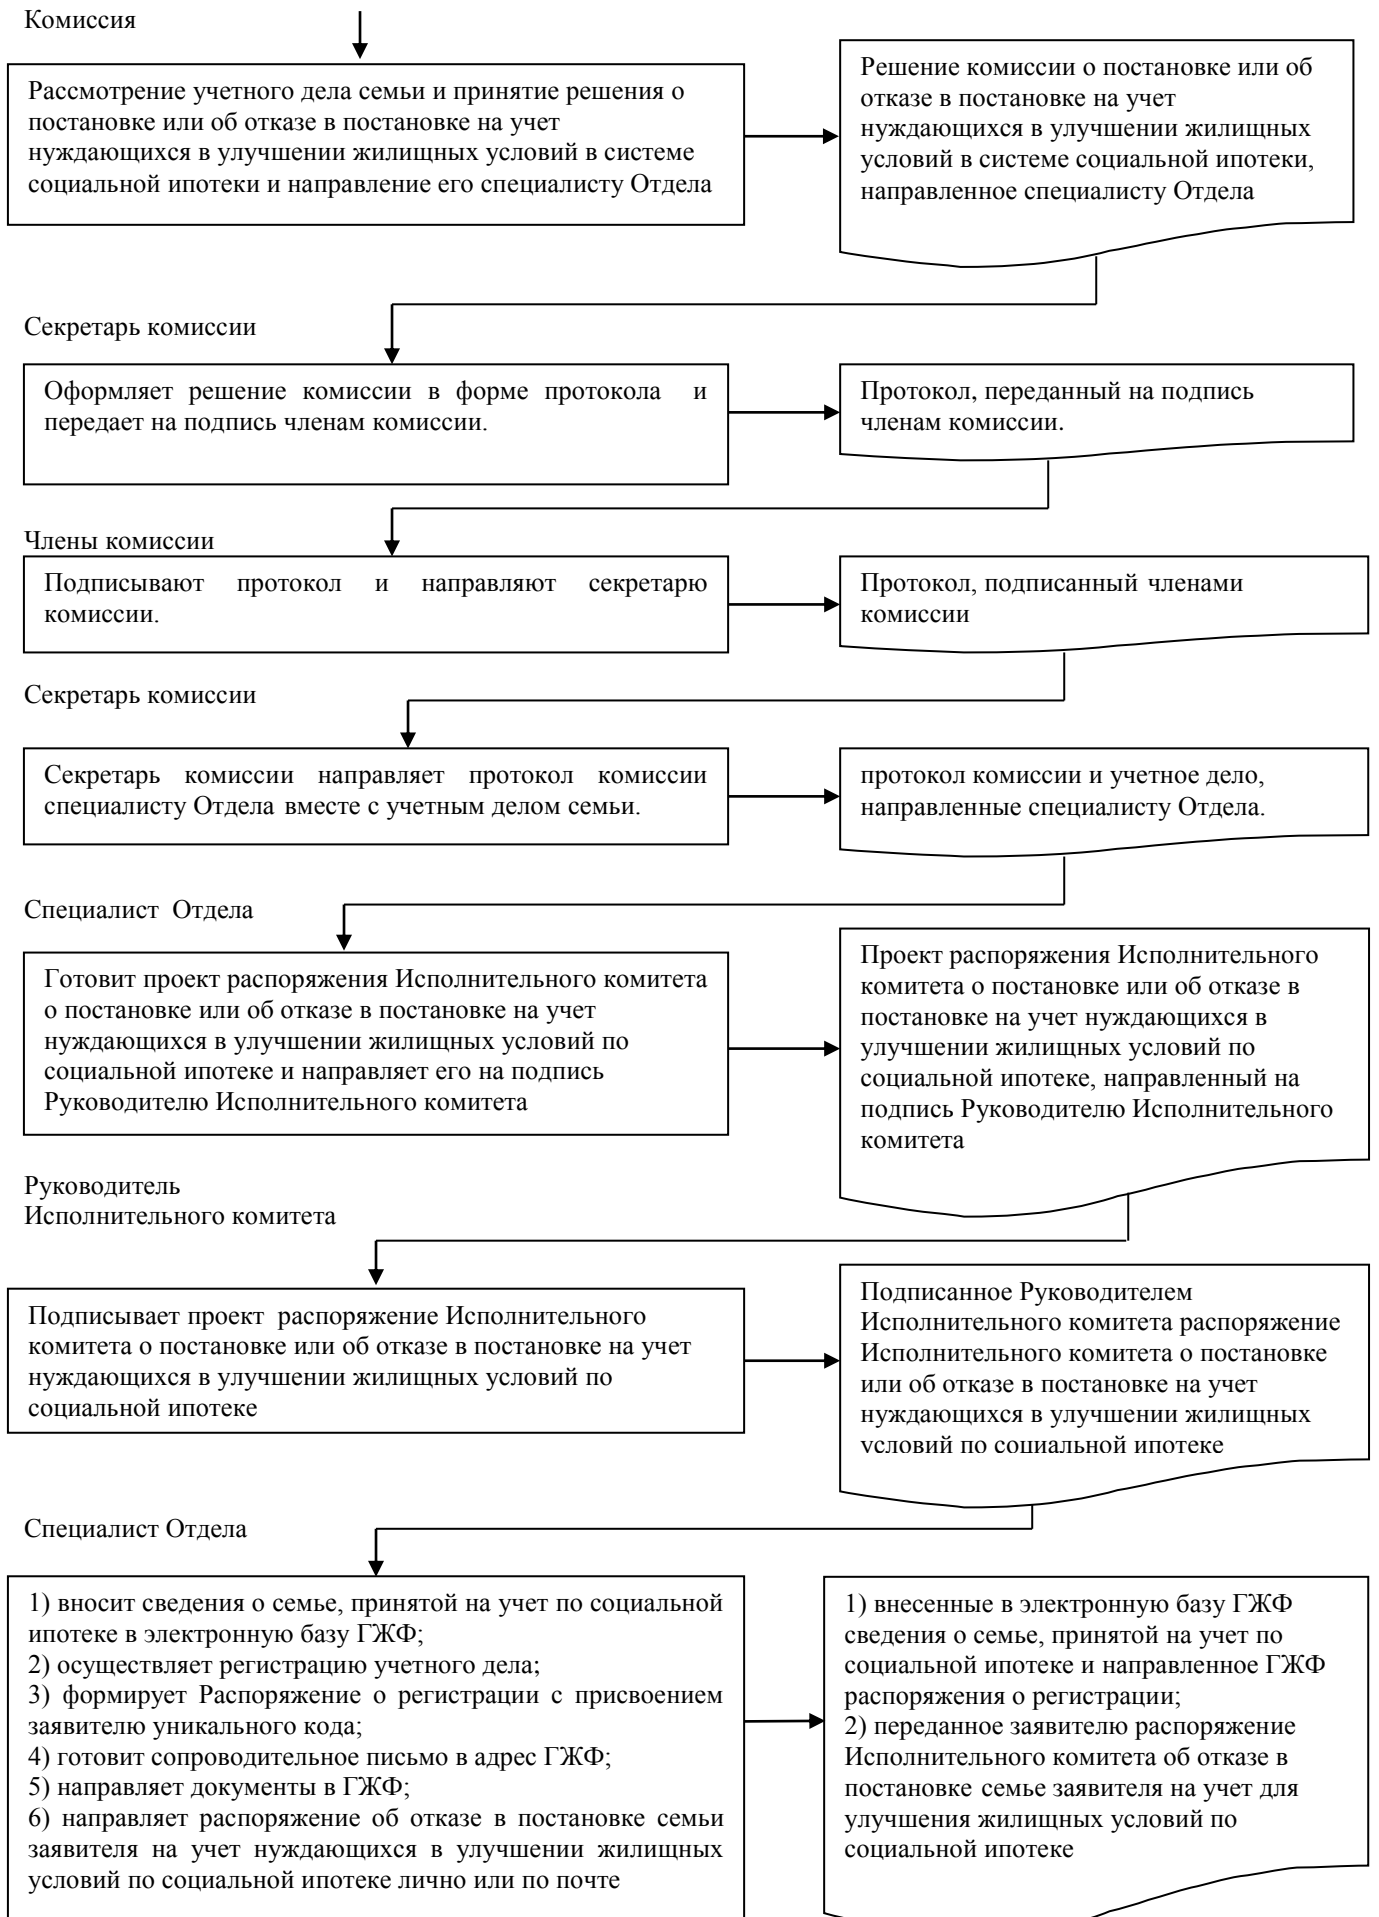 Комиссия
Рассмотрение учетного дела семьи и принятие решения о
постановке или об отказе в постановке на учет
нуждающихся в улучшении жилищных условий в системе
социальной ипотеки и направление его специалисту Отдела
Решение комиссии о постановке или об
отказе в постановке на учет
нуждающихся в улучшении жилищных
условий в системе социальной ипотеки,
направленное специалисту Отдела
Секретарь комиссии
Оформляет решение комиссии в форме протокола и
передает на подпись членам комиссии.
Протокол, переданный на подпись
членам комиссии.
Члены комиссии
Подписывают протокол и направляют секретарю
комиссии.
Протокол, подписанный членами
комиссии
Секретарь комиссии
Секретарь комиссии направляет протокол комиссии
специалисту Отдела вместе с учетным делом семьи.
протокол комиссии и учетное дело,
направленные специалисту Отдела.
Специалист Отдела
Готовит проект распоряжения Исполнительного комитета
о постановке или об отказе в постановке на учет
нуждающихся в улучшении жилищных условий по
социальной ипотеке и направляет его на подпись
Руководителю Исполнительного комитета
Проект распоряжения Исполнительного
комитета о постановке или об отказе в
постановке на учет нуждающихся в
улучшении жилищных условий по
социальной ипотеке, направленный на
подпись Руководителю Исполнительного
комитета
Руководитель
Исполнительного комитета
Подписывает проект распоряжение Исполнительного
комитета о постановке или об отказе в постановке на учет
нуждающихся в улучшении жилищных условий по
социальной ипотеке
Подписанное Руководителем
Исполнительного комитета распоряжение
Исполнительного комитета о постановке
или об отказе в постановке на учет
нуждающихся в улучшении жилищных
условий по социальной ипотеке
Специалист Отдела
1) вносит сведения о семье, принятой на учет по социальной
ипотеке в электронную базу ГЖФ;
2) осуществляет регистрацию учетного дела;
3) формирует Распоряжение о регистрации с присвоением
заявителю уникального кода;
4) готовит сопроводительное письмо в адрес ГЖФ;
5) направляет документы в ГЖФ;
6) направляет распоряжение об отказе в постановке семьи
заявителя на учет нуждающихся в улучшении жилищных
условий по социальной ипотеке лично или по почте
1) внесенные в электронную базу ГЖФ
сведения о семье, принятой на учет по
социальной ипотеке и направленное ГЖФ
распоряжения о регистрации;
2) переданное заявителю распоряжение
Исполнительного комитета об отказе в
постановке семье заявителя на учет для
улучшения жилищных условий по
социальной ипотеке